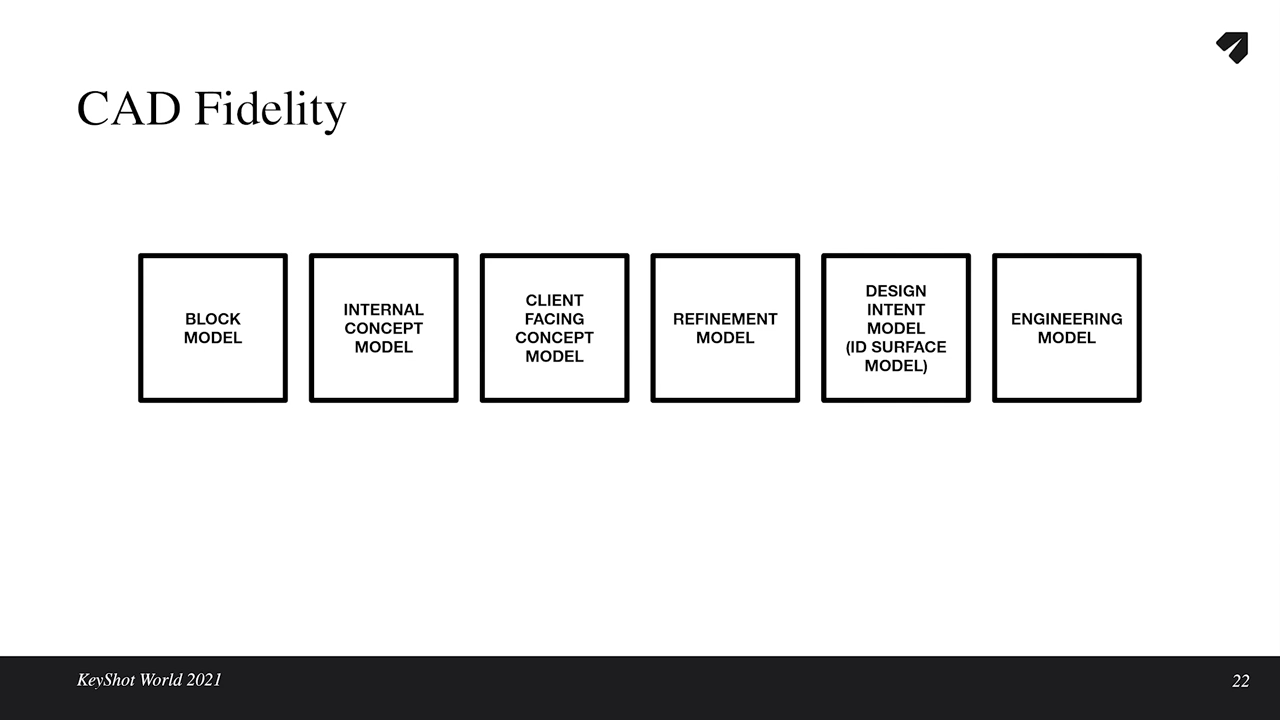 CAD Fidelity
BLOCK
MODEL
INTERNAL
CONCEPT
MODEL
CLIENT
FACING
CONCEPT
MODEL
REFINEMENT
MODEL
DESIGN
INTENT
MODEL
(ID SURFACE
MODEL)
ENGINEERING
MODEL
KeyShot World 2021
22